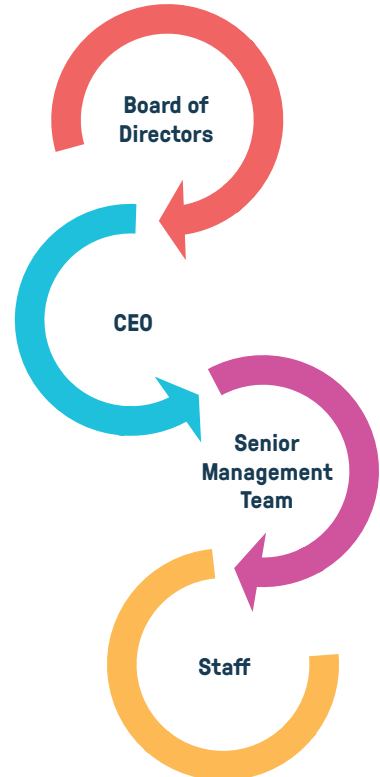 Board of
Directors
CEO
Senior
Management
Team
Staff